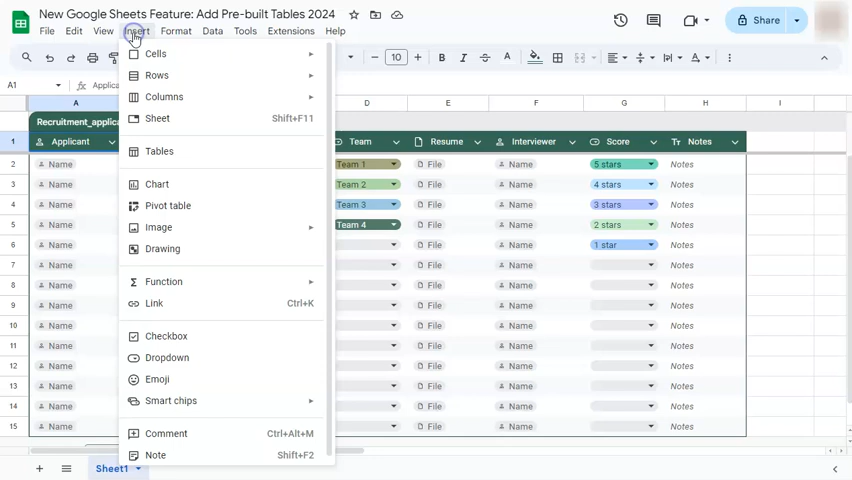 New Google Sheets Feature: Add Pre-built Tables 2024
File Edit View Insert Format Data Tools Extensions Help
Share
10 B I A
A1 Applic
A D E F G H I
Recruitment_applica
1 Applicant Team Resume Interviewer Score Tr Notes
2 Name Team 1 File Name 5 stars Notes
3 Name Team 2 File Name 4 stars Notes
4 Name Team 3 File Name 3 stars Notes
5 Name Team 4 File Name 2 stars Notes
6 Name File Name 1 star Notes
7 Name File Name Notes
8 Name File Name Notes
9 Name File Name Notes
10 Name File Name Notes
11 Name File Name Notes
12 Name File Name Notes
13 Name File Name Notes
14 Name File Name Notes
15 Name File Name Notes
Sheet1
Cells
Rows
Columns
Sheet Shift+F11
Tables
Chart
Pivot table
Image
Drawing
Σ Function
Link Ctrl+K
Checkbox
Dropdown
Emoji
Smart chips
Comment Ctrl+Alt+M
Note Shift+F2